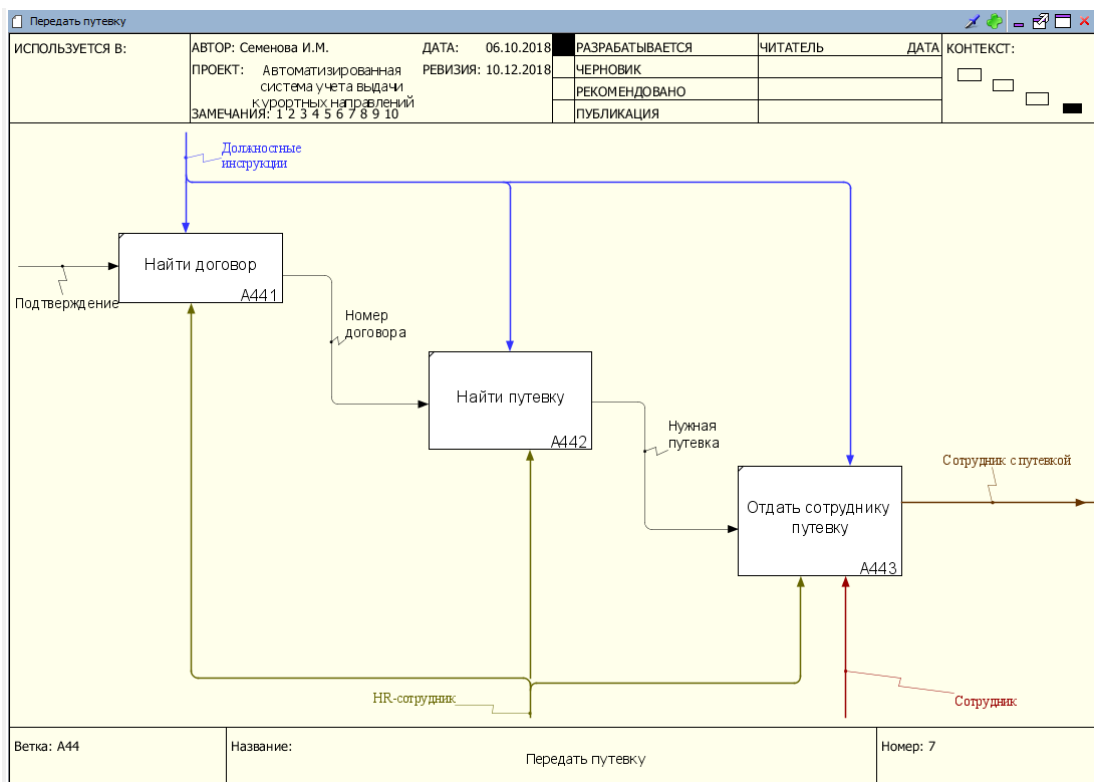 Передать путевку
ИСПОЛЬЗУЕТСЯ В:
АВТОР: Семенова И.М.
ДАТА: 06.10.2018
РАЗРАБАТЫВАЕТСЯ
ЧИТАТЕЛЬ
ДАТА
КОНТЕКСТ:
ПРОЕКТ: Автоматизированная
система учета выдачи
курортных направлений
РЕВИЗИЯ: 10.12.2018
ЧЕРНОВИК
РЕКОМЕНДОВАНО
ЗАМЕЧАНИЯ: 1 2 3 4 5 6 7 8 9 10
ПУБЛИКАЦИЯ
Должностные
инструкции
Найти договор
A441
Подтверждение
Номер
договора
Найти путевку
A442
Нужная
путевка
Сотрудник с путевкой
Отдать сотруднику
путевку
A443
HR-сотрудник
Сотрудник
Ветка: A44
Название:
Передать путевку
Номер: 7